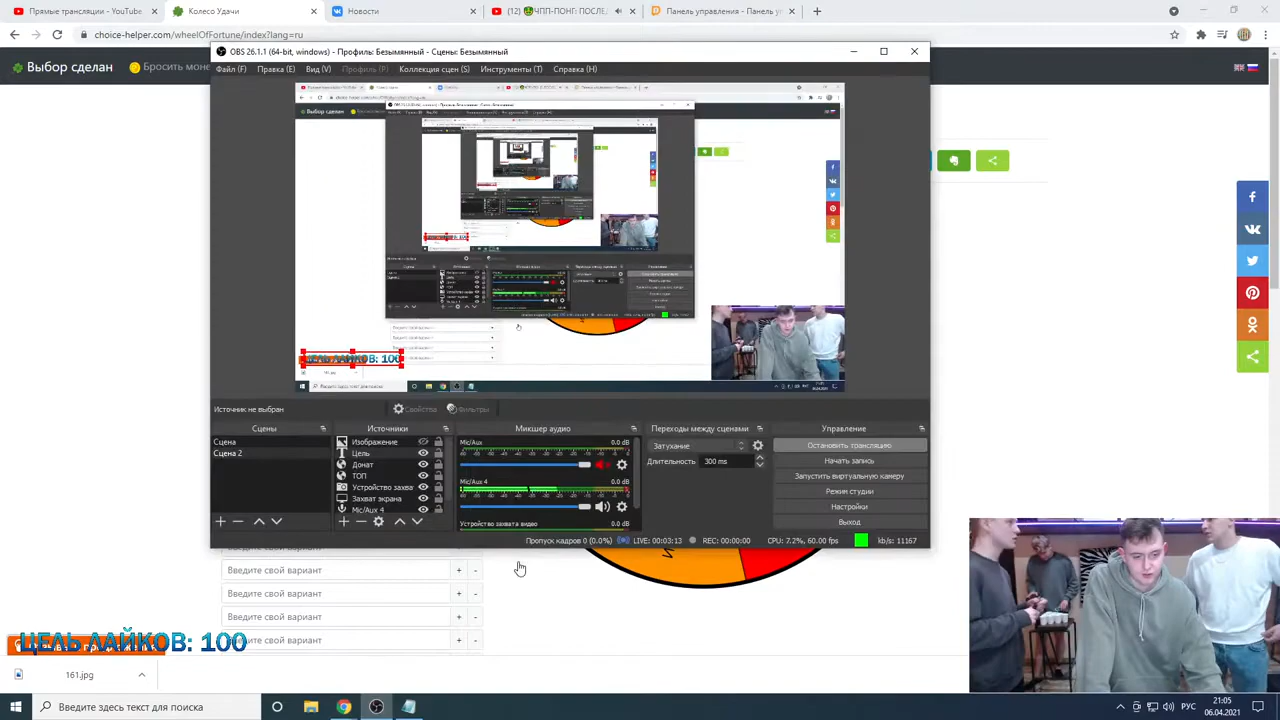 Прямые трансляции - YouTube
Колесо Удачи
Новости
Панель управления - Панель у
choice-helper.com/wheelOfFortune/index?lang=ru
Выбор сделан
Бросить моне
OBS 26.1.1 (64-bit, windows) - Профиль: Безымянный - Сцены: Безымянный
Файл (F)
Правка (E)
Вид (V)
Профиль (P)
Коллекция сцен (S)
Инструменты (T)
Справка (H)
ЦЕЛЬ ЛАЙКОВ: 100
Источник не выбран
Свойства
Фильтры
Сцены
Источники
Микшер аудио
Переходы между сценами
Управление
Сцена
Сцена 2
Изображение
Цель
Донат
ТОП
Устройство захва
Захват экрана
Mic/Aux 4
Mic/Aux
0.0 dB
Mic/Aux 4
0.0 dB
Устройство захвата видео
0.0 dB
Затухание
Длительность
300 ms
Остановить трансляцию
Начать запись
Запустить виртуальную камеру
Режим студии
Настройки
Выход
Пропуск кадров 0 (0.0%)
LIVE: 00:03:13
REC: 00:00:00
CPU: 7.2%, 60.00 fps
kb/s: 11167
Введите свой вариант
+
-
Введите свой вариант
+
-
Введите свой вариант
+
-
Введите свой вариант
+
-
ЦЕЛЬ ЛАЙКОВ: 100
161.jpg
Введите здесь текст для поиска
РУС
21:05
06.04.2021